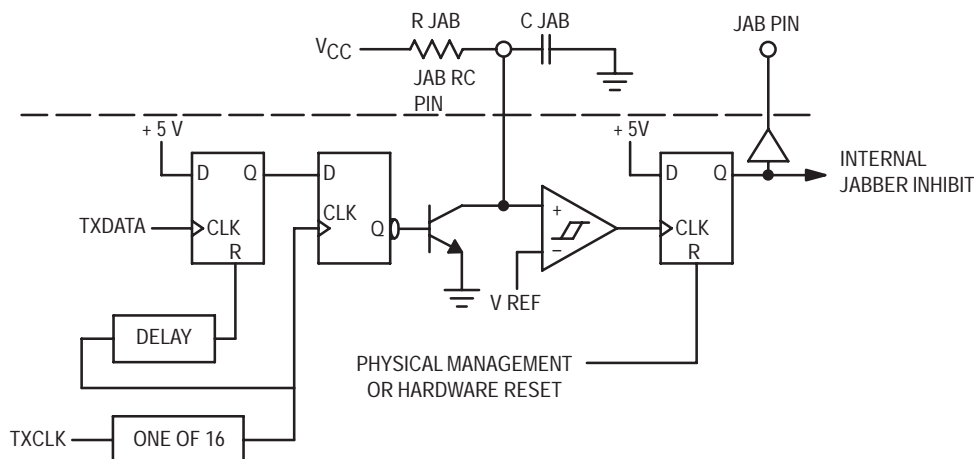 R JAB
C JAB
JAB PIN
VCC
JAB RC
PIN
+ 5 V
+ 5V
D Q
D
D Q
INTERNAL
JABBER INHIBIT
TXDATA
CLK
CLK
Q
+
−
CLK
R
R
V REF
DELAY
PHYSICAL MANAGEMENT
OR HARDWARE RESET
TXCLK
ONE OF 16